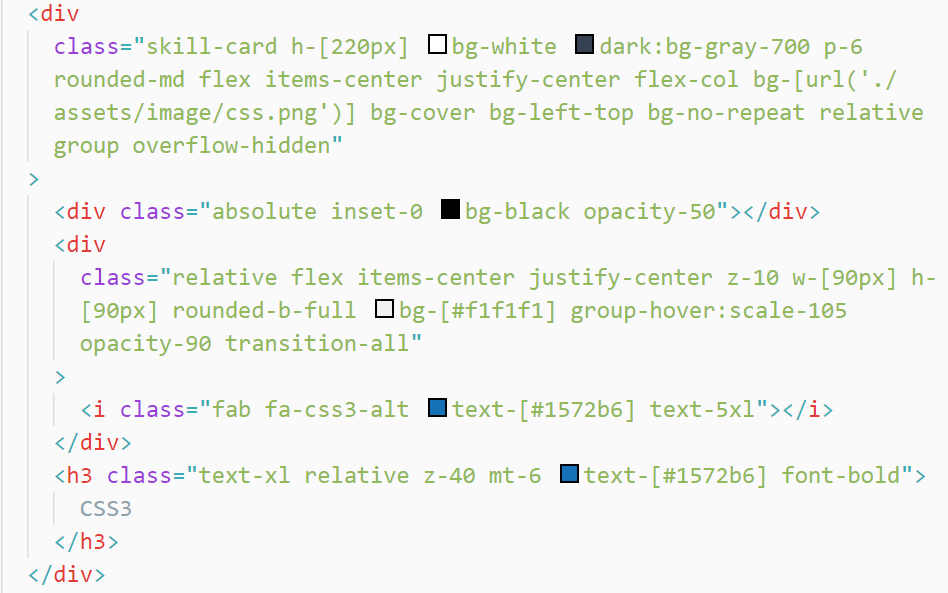 <div
class="skill-card h-[220px] bg-white dark:bg-gray-700 p-6
rounded-md flex items-center justify-center flex-col bg-[url('./
assets/image/css.png')] bg-cover bg-left-top bg-no-repeat relative
group overflow-hidden"
>
<div class="absolute inset-0 bg-black opacity-50"></div>
<div
class="relative flex items-center justify-center z-10 w-[90px] h-
[90px] rounded-b-full bg-[#f1f1f1] group-hover:scale-105
opacity-90 transition-all"
>
<i class="fab fa-css3-alt text-[#1572b6] text-5xl"></i>
</div>
<h3 class="text-xl relative z-40 mt-6 text-[#1572b6] font-bold">
CSS3
</h3>
</div>